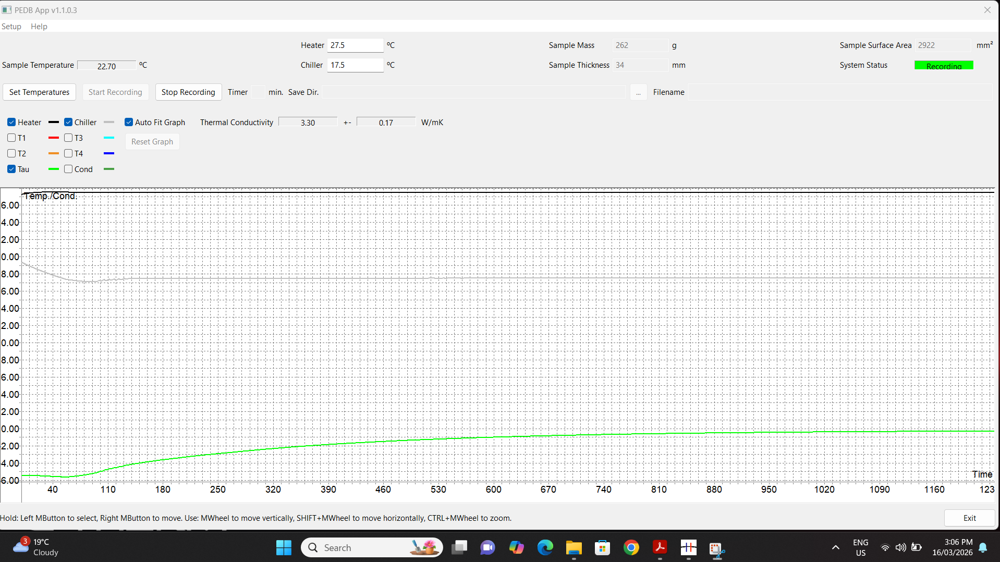 PEDB App v1.1.0.3
Setup Help
Heater 27.5 ºC Sample Mass 262 g Sample Surface Area 2922 mm²
Sample Temperature 22.70 ºC Chiller 17.5 ºC Sample Thickness 34 mm System Status Recording
Set Temperatures Start Recording Stop Recording Timer min. Save Dir. ... Filename
Heater Chiller Auto Fit Graph Thermal Conductivity 3.30 +- 0.17 W/mK
T1 T3 Reset Graph
T2 T4
Tau Cond
Temp./Cond.
6.00
4.00
2.00
0.00
8.00
6.00
4.00
2.00
0.00
8.00
6.00
4.00
2.00
0.00
2.00
4.00
6.00
Time
40 110 180 250 320 390 460 530 600 670 740 810 880 950 1020 1090 1160 123
Hold: Left MButton to select, Right MButton to move. Use: MWheel to move vertically, SHIFT+MWheel to move horizontally, CTRL+MWheel to zoom.
Exit
3 19°C
Cloudy
Search
ENG
US
3:06 PM
16/03/2026